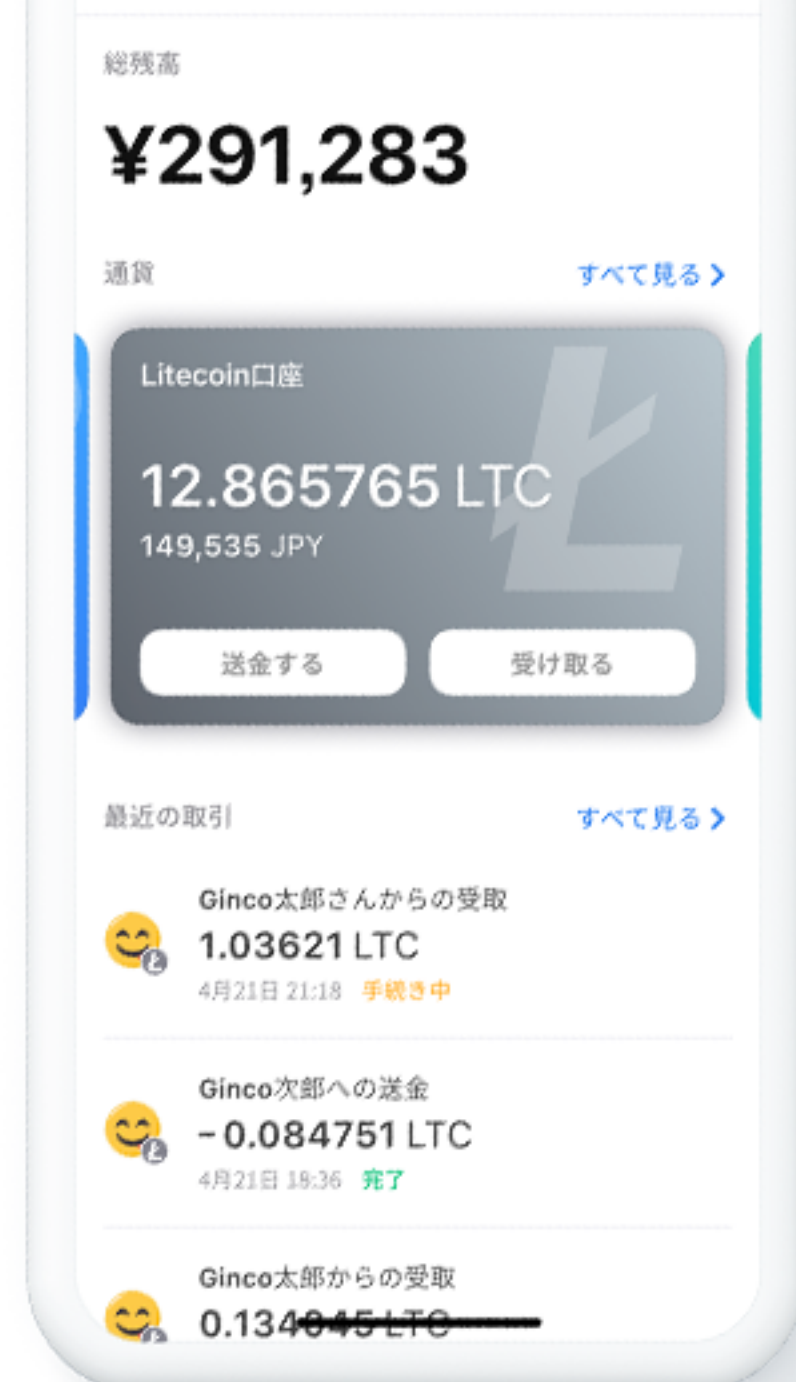 総残高
¥291,283
通貨
すべて見る
Litecoin口座
12.865765 LTC
149,535 JPY
送金する
受け取る
最近の取引
すべて見る
Ginco太郎さんからの受取
1.03621 LTC
4月21日 21:18 手続き中
Ginco次郎への送金
−0.084751 LTC
4月21日 18:36 完了
Ginco太郎からの受取
0.134045 LTC